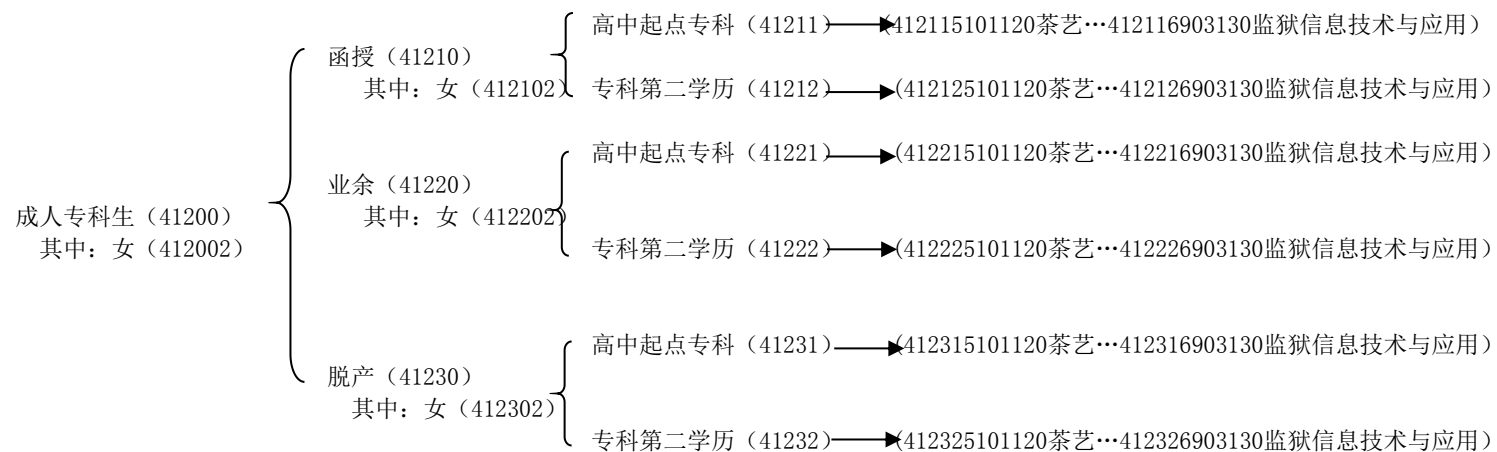 高中起点专科（41211）(412115101120茶艺…412116903130监狱信息技术与应用）
函授（41210）
其中：女（412102）
专科第二学历（41212）(412125101120茶艺…412126903130监狱信息技术与应用）
高中起点专科（41221）(412215101120茶艺…412216903130监狱信息技术与应用）
业余（41220）
成人专科生（41200）
其中：女（412202）
其中：女（412002）
专科第二学历（41222）(412225101120茶艺…412226903130监狱信息技术与应用）
高中起点专科（41231）(412315101120茶艺…412316903130监狱信息技术与应用）
脱产（41230）
其中：女（412302）
专科第二学历（41232）(412325101120茶艺…412326903130监狱信息技术与应用）